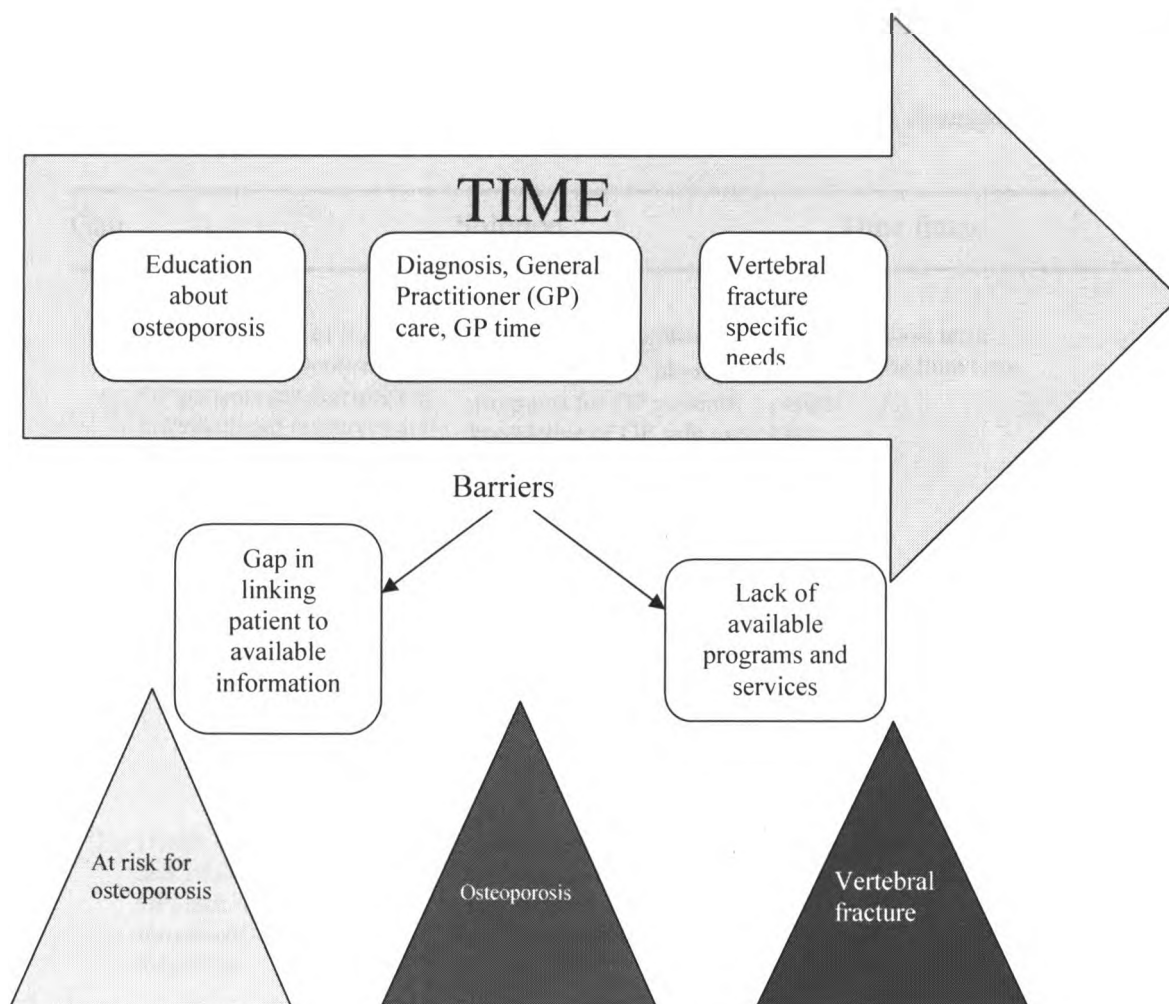 TIME
Education
about
osteoporosis
Diagnosis, General
Practitioner (GP)
care, GP time
Vertebral
fracture
specific
needs
Barriers
Gap in
linking
patient to
available
information
Lack of
available
programs and
services
At risk for
osteoporosis
Osteoporosis
Vertebral
fracture